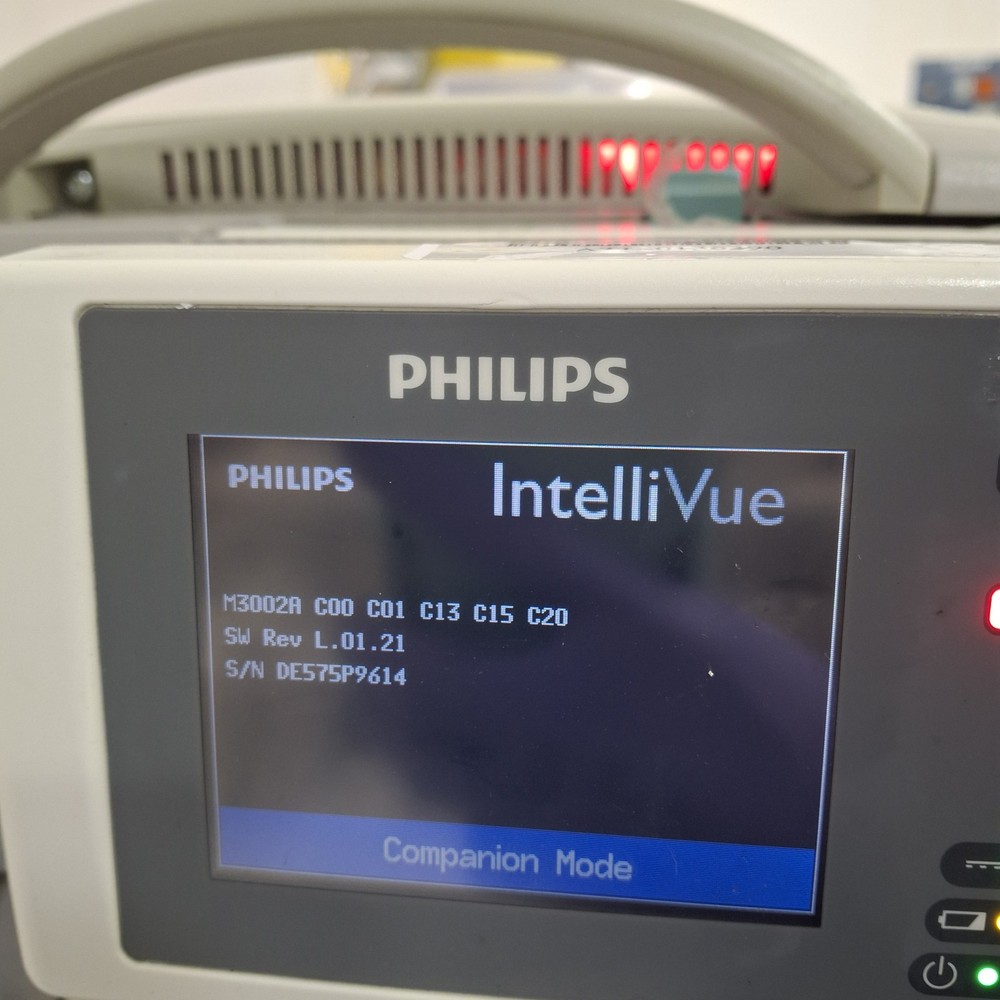 PHILIPS
PHILIPS
IntelliVue
M3002A C00 C01 C13 C15 C20
SW Rev L.01.21
S/N DE575P9614
Companion Mode